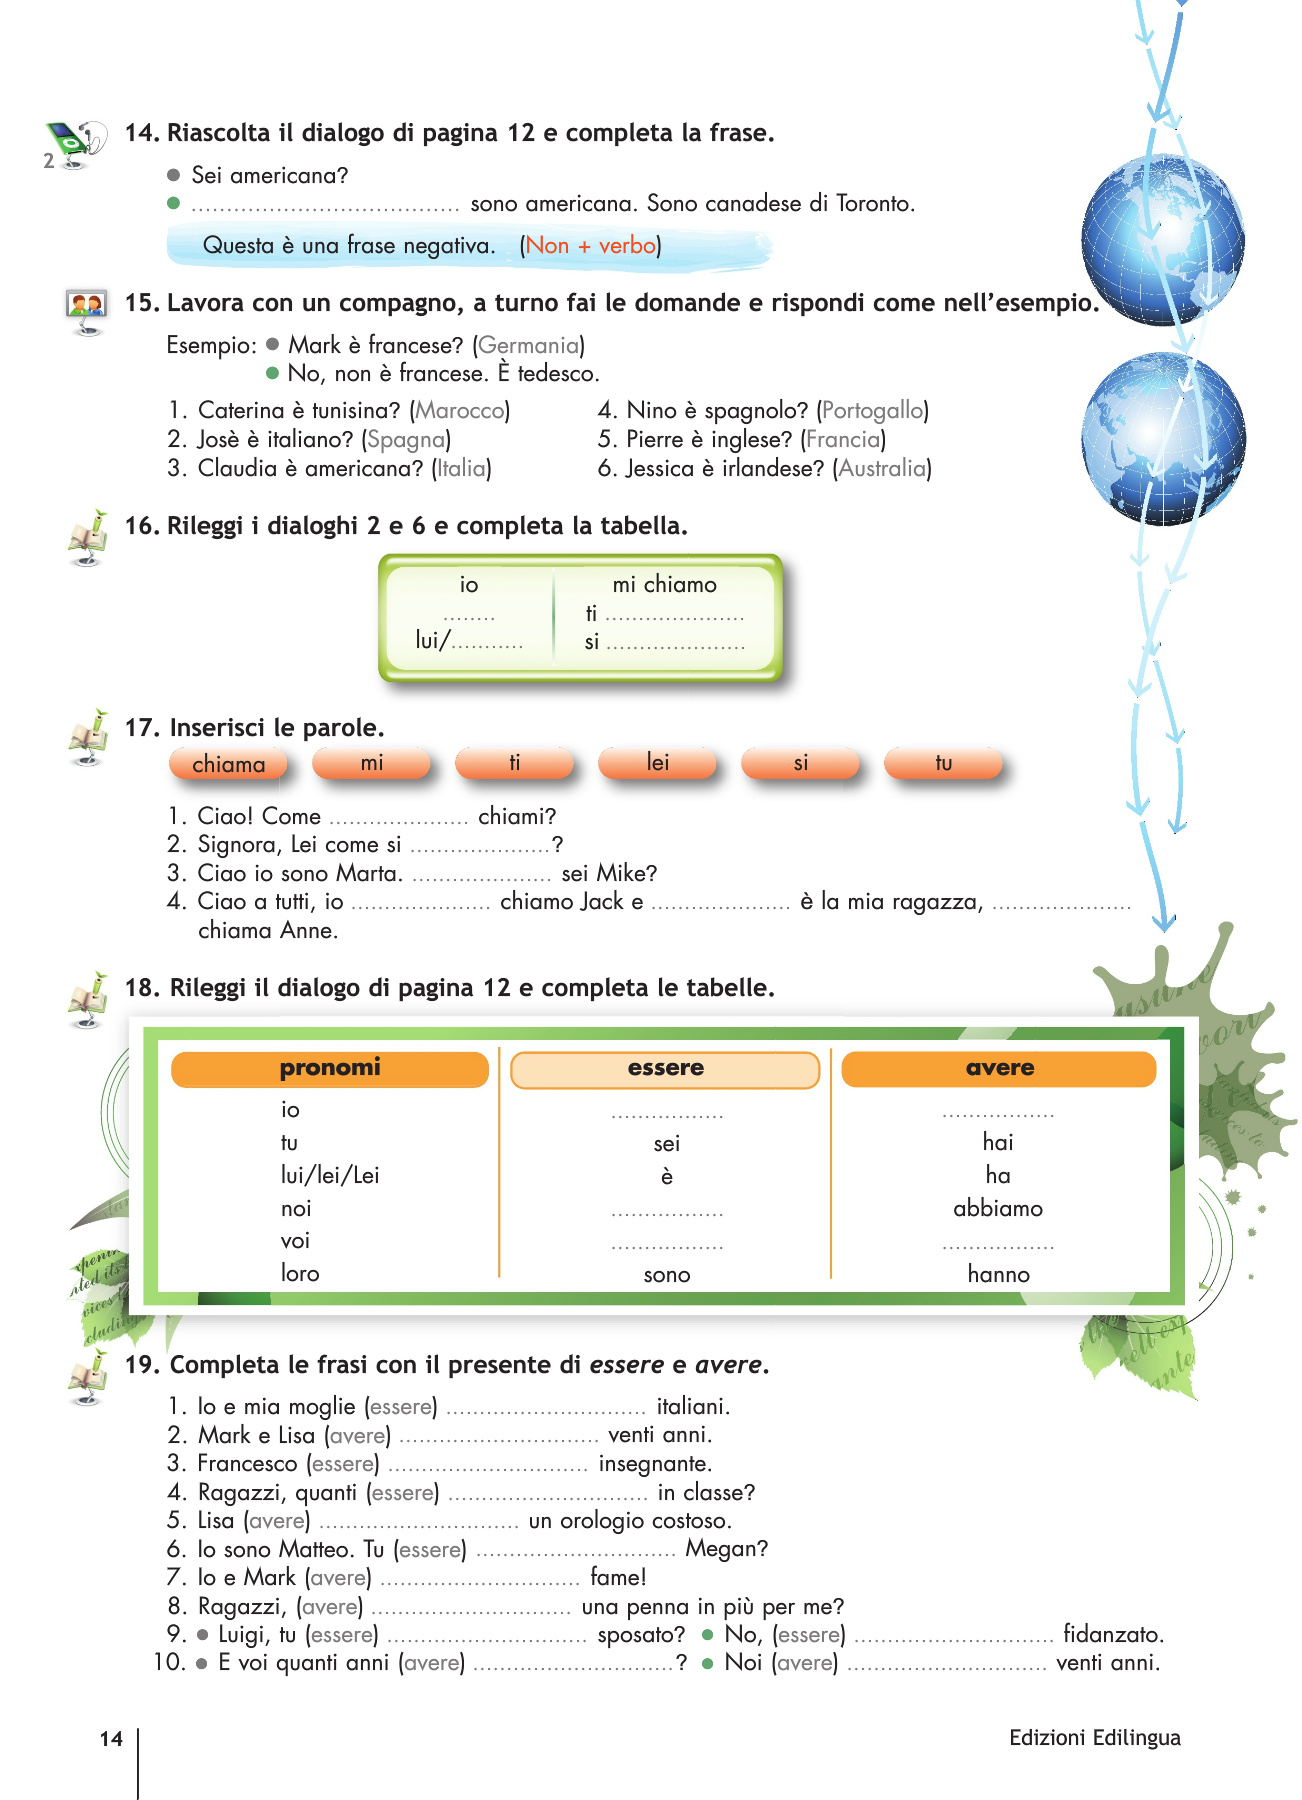 14. Riascolta il dialogo di pagina 12 e completa la frase.
2
● Sei americana?
● ...................................... sono americana. Sono canadese di Toronto.
Questa è una frase negativa. (Non + verbo)
15. Lavora con un compagno, a turno fai le domande e rispondi come nell'esempio.
Esempio: ● Mark è francese? (Germania)
● No, non è francese. È tedesco.
1. Caterina è tunisina? (Marocco)
2. Josè è italiano? (Spagna)
3. Claudia è americana? (Italia)
4. Nino è spagnolo? (Portogallo)
5. Pierre è inglese? (Francia)
6. Jessica è irlandese? (Australia)
16. Rileggi i dialoghi 2 e 6 e completa la tabella.
io mi chiamo
........ ti .....................
lui/........... si .....................
17. Inserisci le parole.
chiama mi ti lei si tu
1. Ciao! Come ..................... chiami?
2. Signora, Lei come si .....................?
3. Ciao io sono Marta. ..................... sei Mike?
4. Ciao a tutti, io ..................... chiamo Jack e ..................... è la mia ragazza, .....................
chiama Anne.
18. Rileggi il dialogo di pagina 12 e completa le tabelle.
pronomi essere avere
io ................. .................
tu sei hai
lui/lei/Lei è ha
noi ................. abbiamo
voi ................. .................
loro sono hanno
19. Completa le frasi con il presente di essere e avere.
1. Io e mia moglie (essere) .............................. italiani.
2. Mark e Lisa (avere) .............................. venti anni.
3. Francesco (essere) .............................. insegnante.
4. Ragazzi, quanti (essere) .............................. in classe?
5. Lisa (avere) .............................. un orologio costoso.
6. Io sono Matteo. Tu (essere) .............................. Megan?
7. Io e Mark (avere) .............................. fame!
8. Ragazzi, (avere) .............................. una penna in più per me?
9. ● Luigi, tu (essere) .............................. sposato? ● No, (essere) .............................. fidanzato.
10. ● E voi quanti anni (avere) ..............................? ● Noi (avere) .............................. venti anni.
14
Edizioni Edilingua